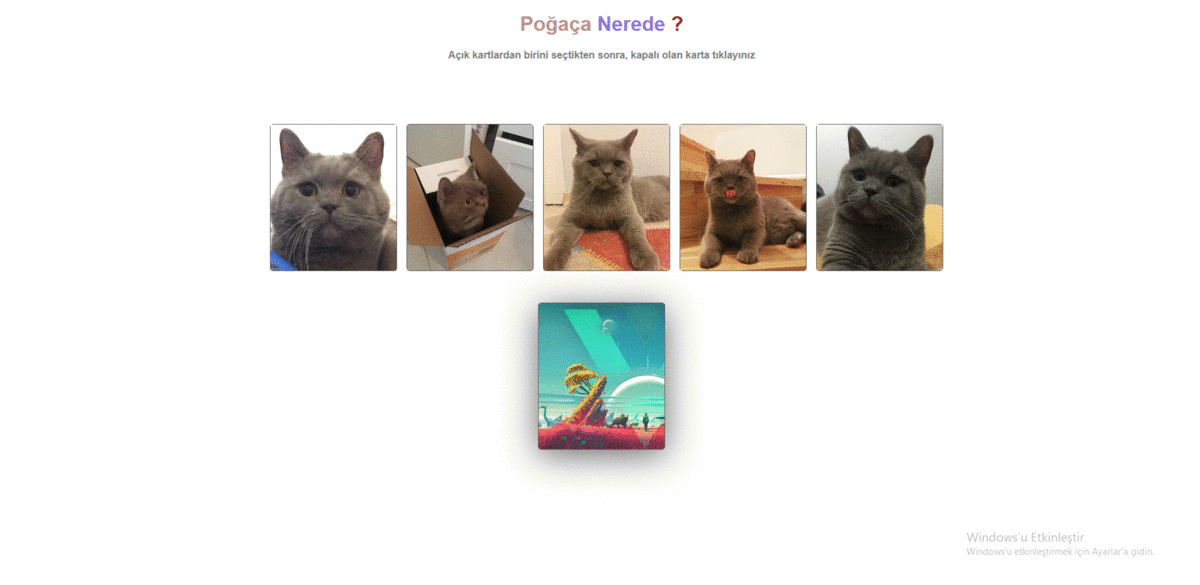 Poğaça Nerede ?
Açık kartlardan birini seçtikten sonra, kapalı olan karta tıklayınız
Windows'u Etkinleştir
Windows'u etkinleştirmek için Ayarlar'a gidin.